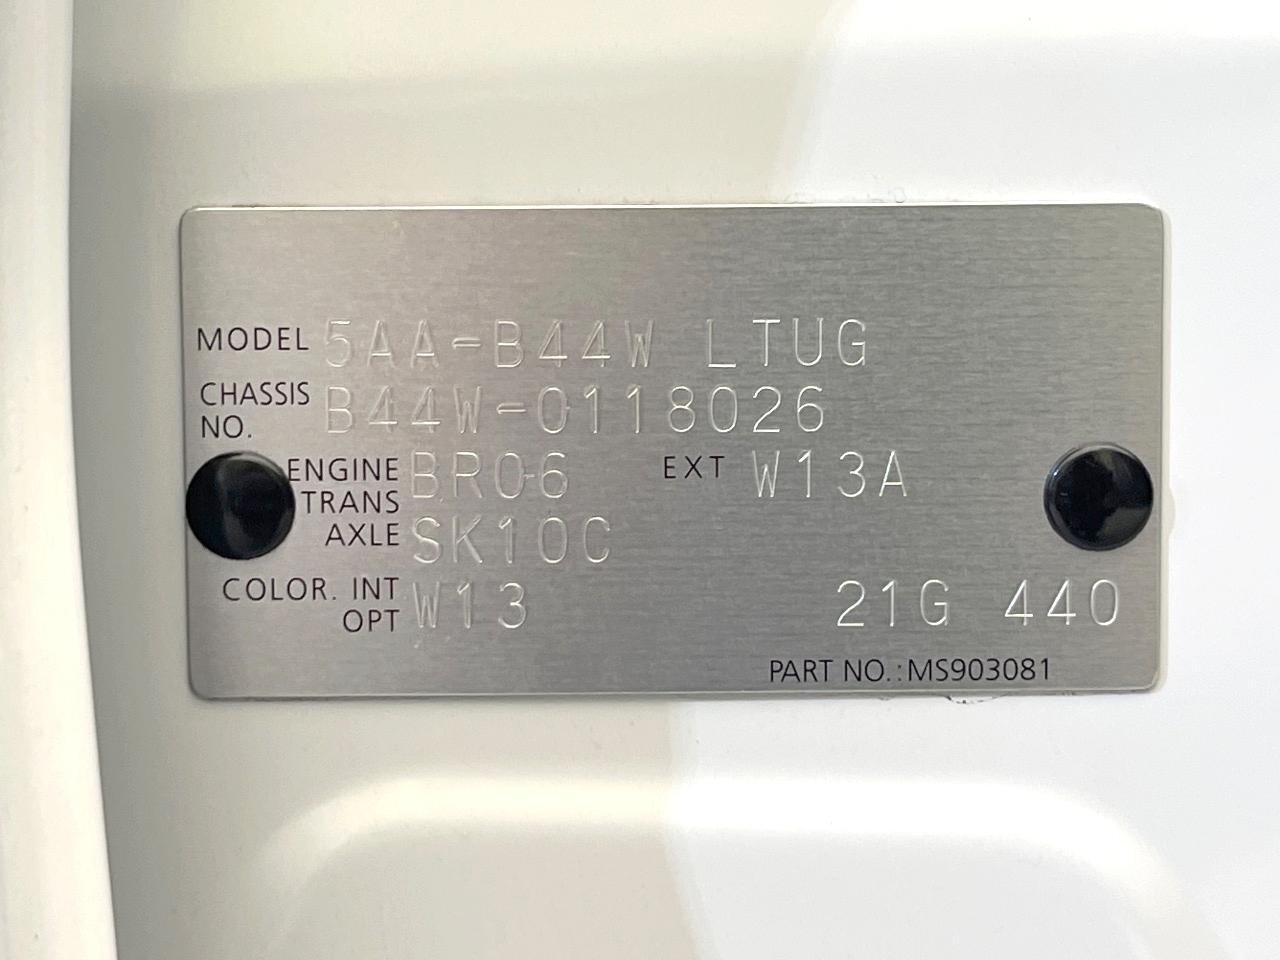 MODEL 5AA-B44W LTUG
CHASSIS NO. B44W-0118026
ENGINE BR06 EXT W13A
TRANS AXLE SK10C
COLOR. INT OPT W13 21G 440
PART NO.:MS903081